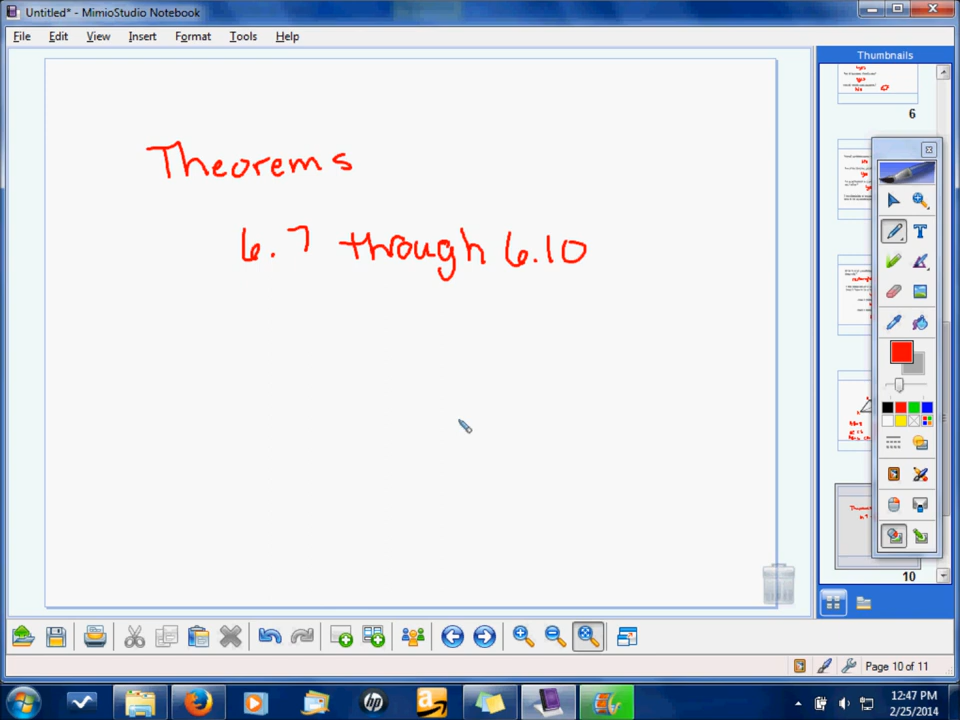 Untitled* - MimioStudio Notebook
File Edit View Insert Format Tools Help
Thumbnails
6
Theorems
6.7 through 6.10
10
Page 10 of 11
12:47 PM
2/25/2014